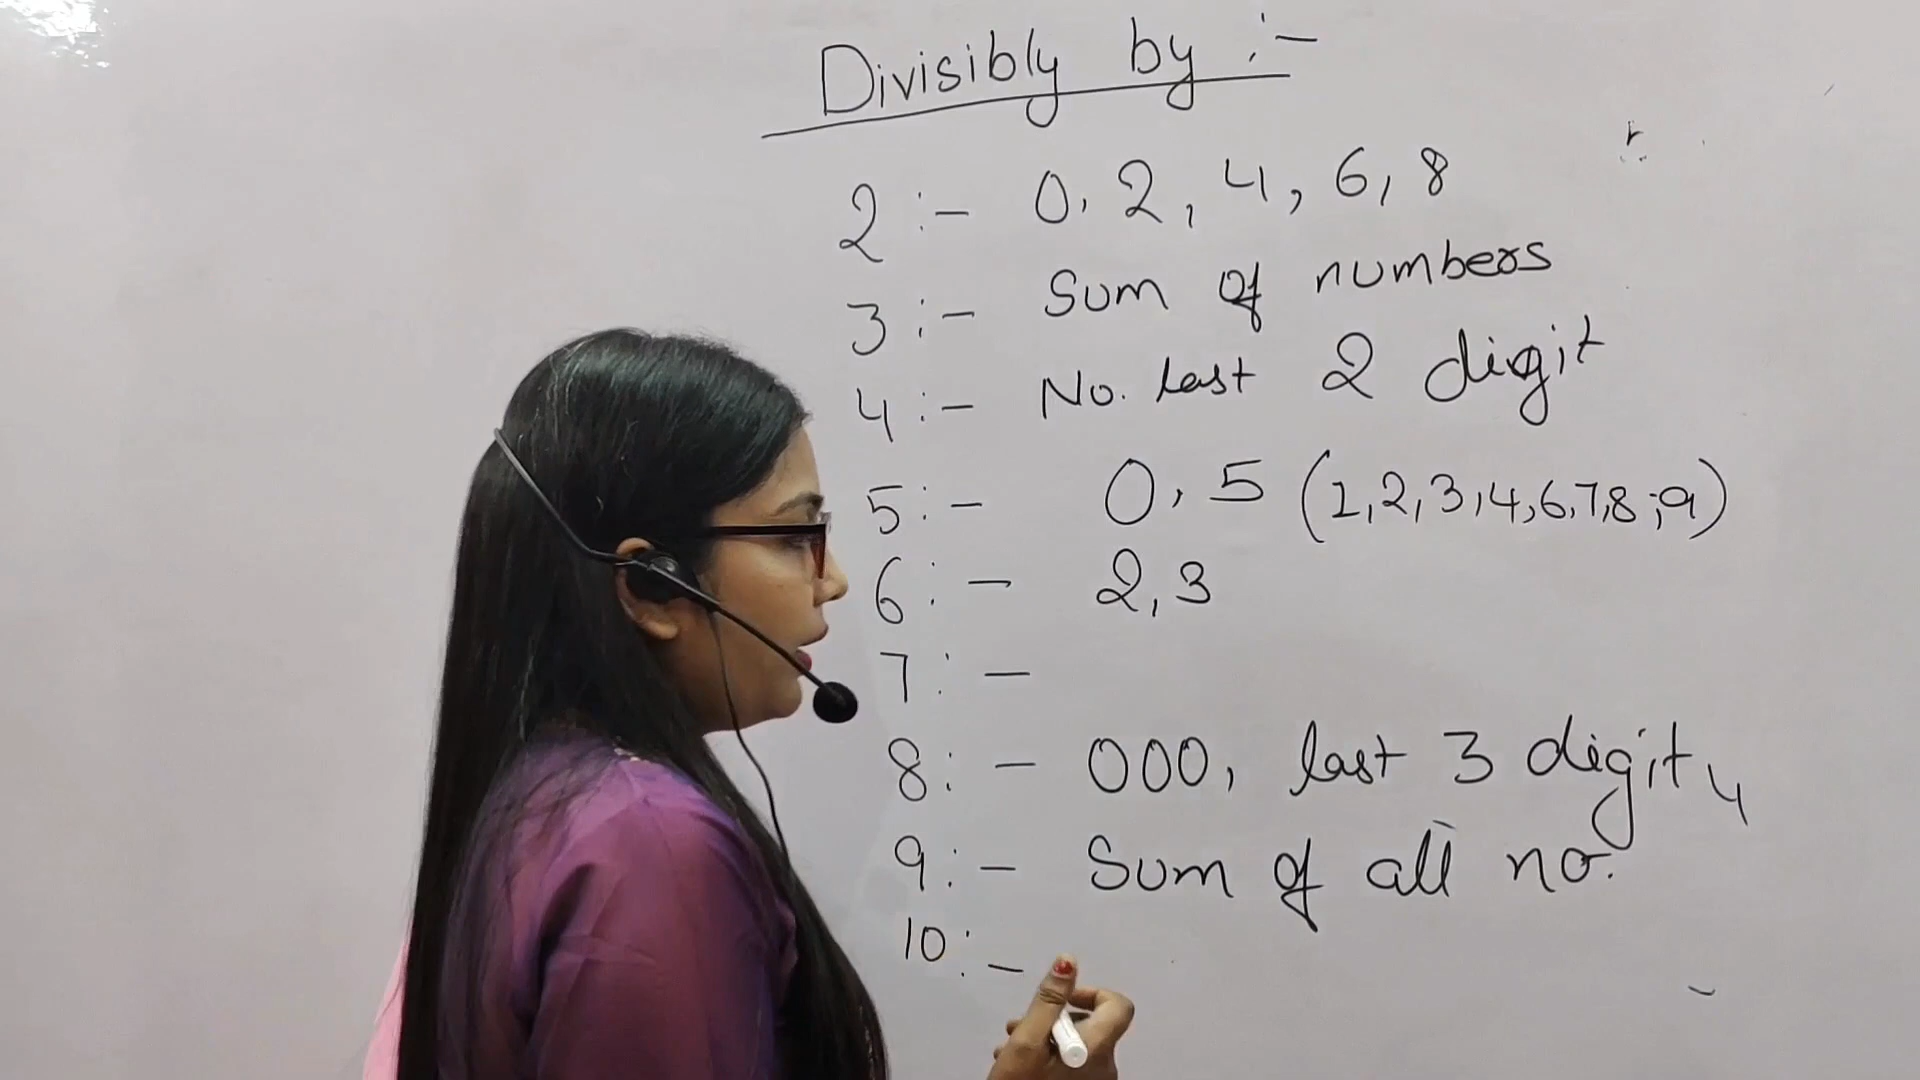 Divisibly by :-
2 :- 0, 2, 4, 6, 8
3 :- Sum of numbers
4 :- No. last 2 digit
5 :- 0, 5 (1,2,3,4,6,7,8,9)
6 :- 2,3
7 :-
8 :- 000, last 3 digit
9 :- Sum of all no.
10 :-